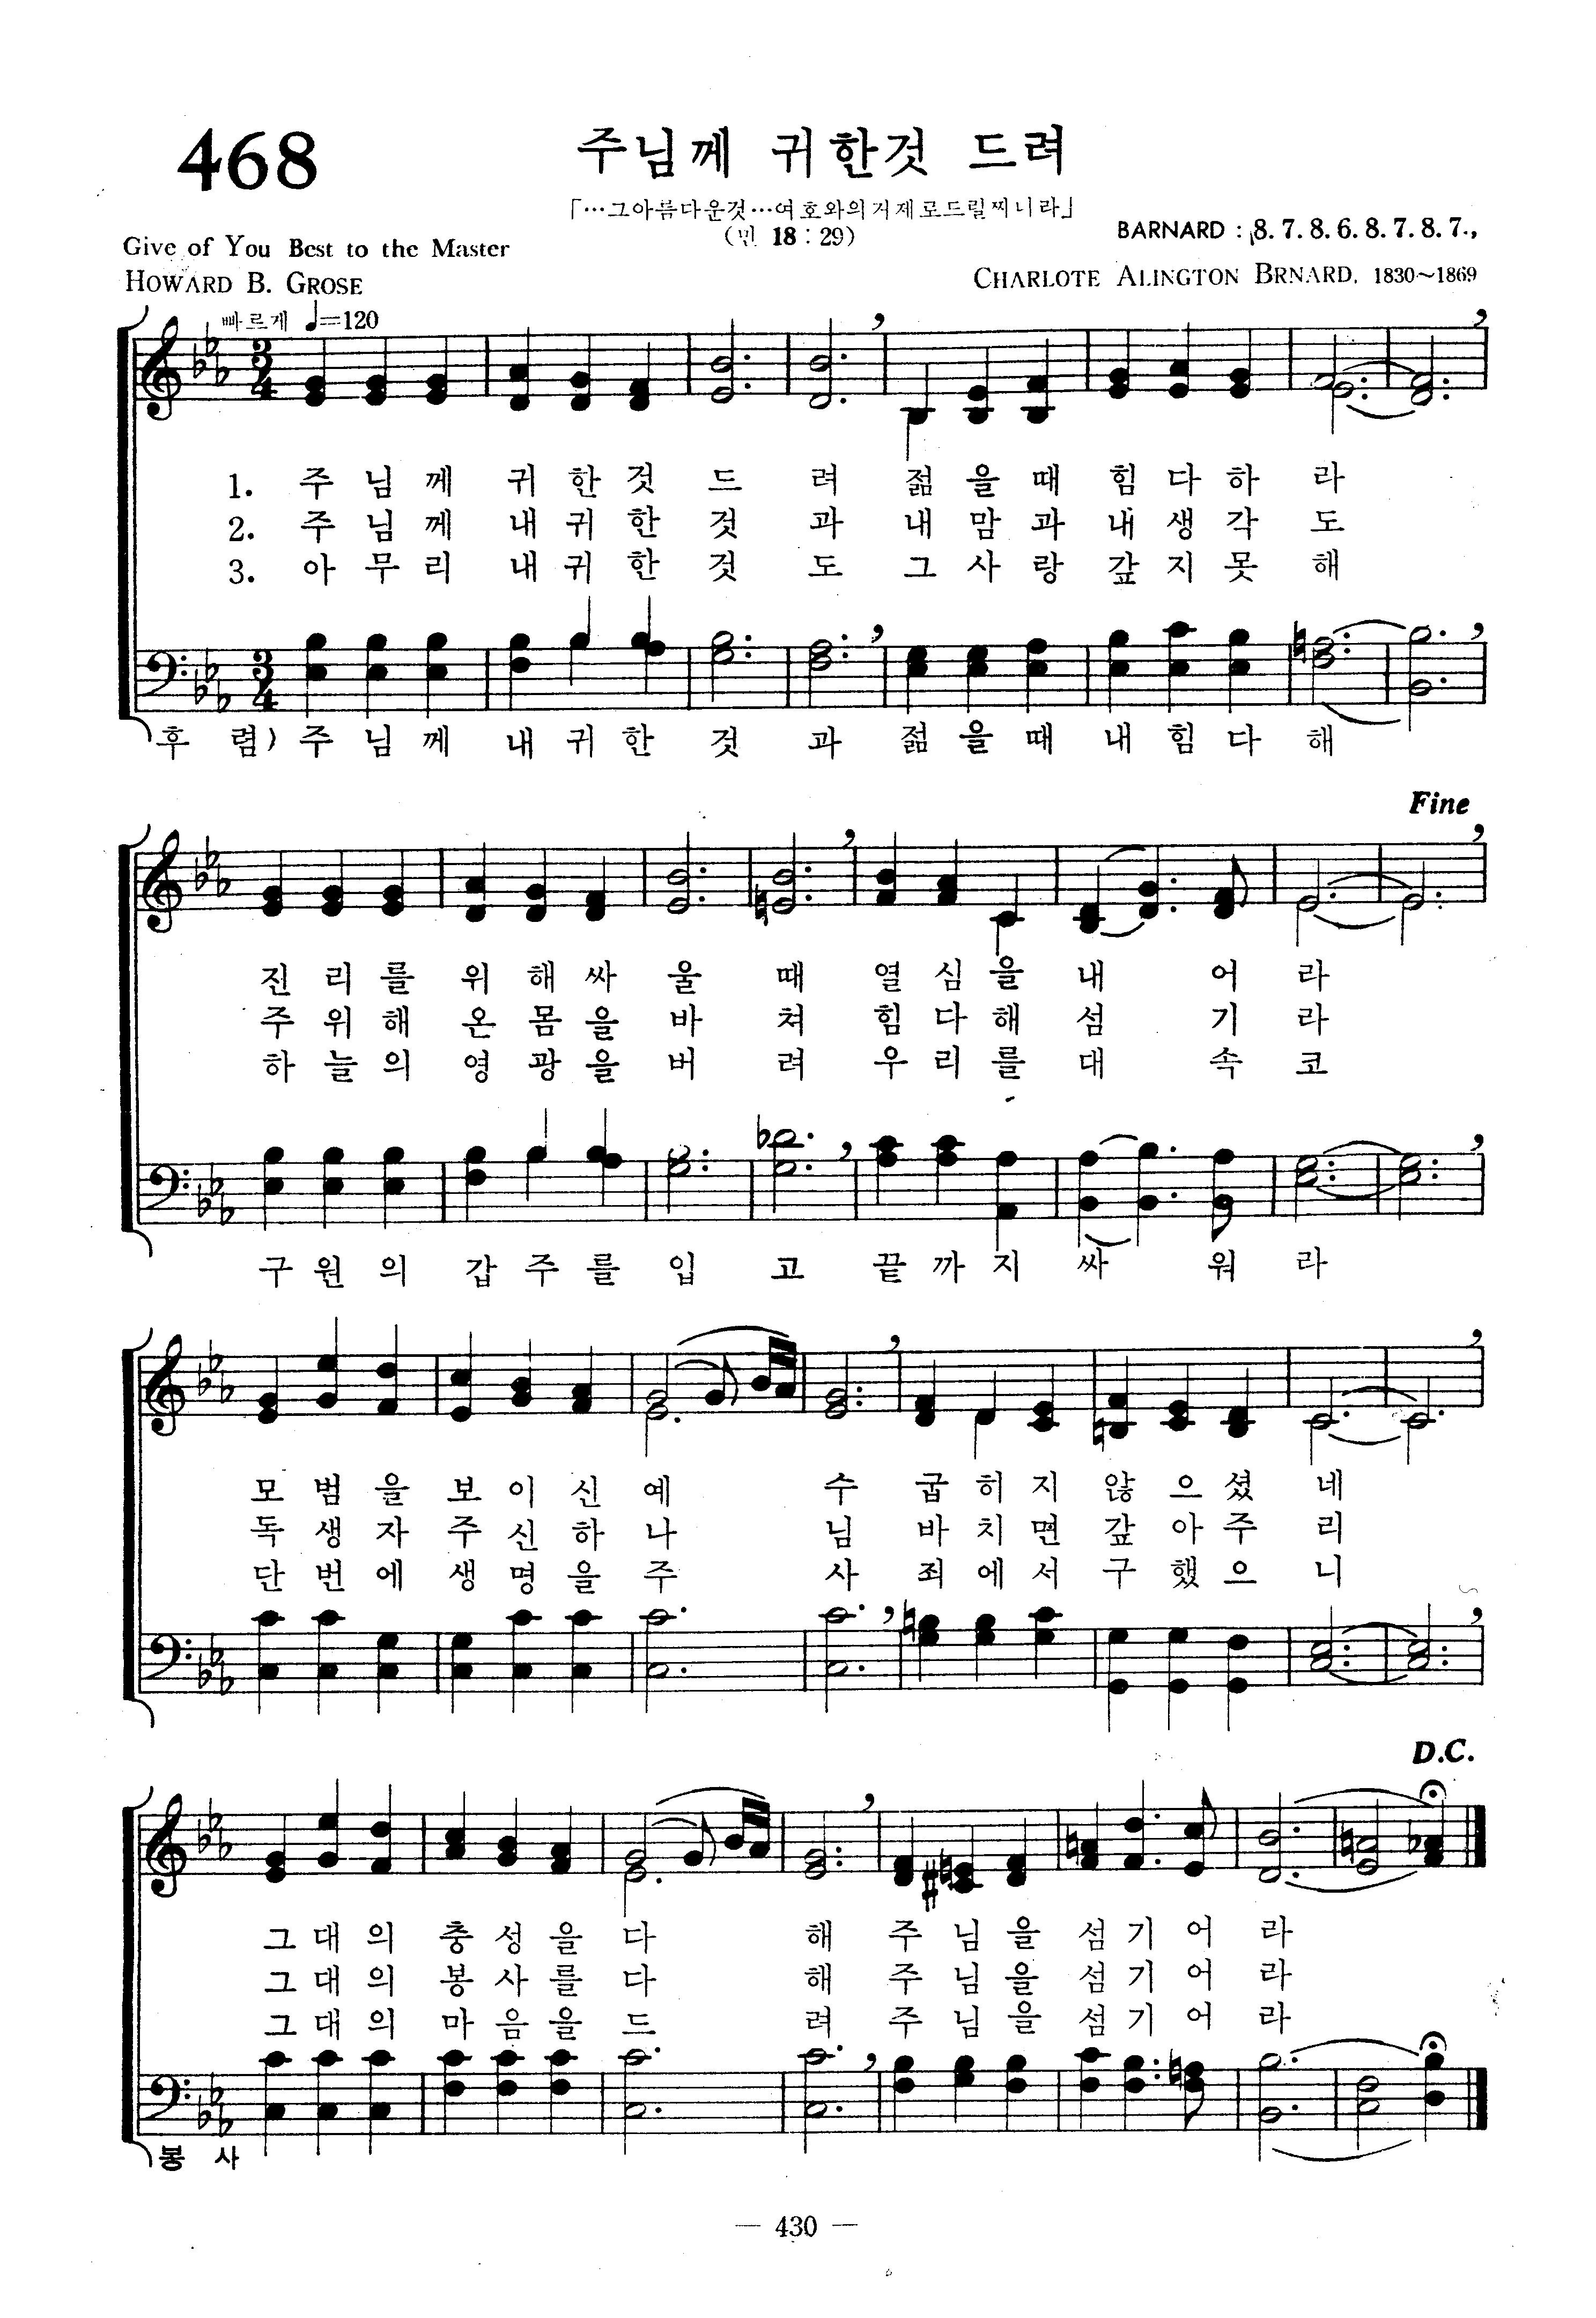 468
주님께 귀한것 드려
「…그아름다운것…여호와의거제로드릴찌니라」
(민 18 : 29)
Give of You Best to the Master
BARNARD : 8. 7. 8. 6. 8. 7. 8. 7.,
HOWARD B. GROSE
CHARLOTE ALINGTON BRNARD, 1830~1869
빠르게 ♩=120
1. 주 님 께 귀 한 것 드 려 젊 을 때 힘 다 하 라
2. 주 님 께 내 귀 한 것 과 내 맘 과 내 생 각 도
3. 아 무 리 내 귀 한 것 도 그 사 랑 갚 지 못 해
후 렴) 주 님 께 내 귀 한 것 과 젊 을 때 내 힘 다 해
Fine
진 리 를 위 해 싸 울 때 열 심 을 내 어 라
주 위 해 온 몸 을 바 쳐 힘 다 해 섬 기 라
하 늘 의 영 광 을 버 려 우 리 를 대 속 코
구 원 의 갑 주 를 입 고 끝 까 지 싸 워 라
모 범 을 보 이 신 예 수 굽 히 지 않 으 셨 네
독 생 자 주 신 하 나 님 바 치 면 갚 아 주 리
단 번 에 생 명 을 주 사 죄 에 서 구 했 으 니
D.C.
그 대 의 충 성 을 다 해 주 님 을 섬 기 어 라
그 대 의 봉 사 를 다 해 주 님 을 섬 기 어 라
그 대 의 마 음 을 드 려 주 님 을 섬 기 어 라
봉 사
— 430 —